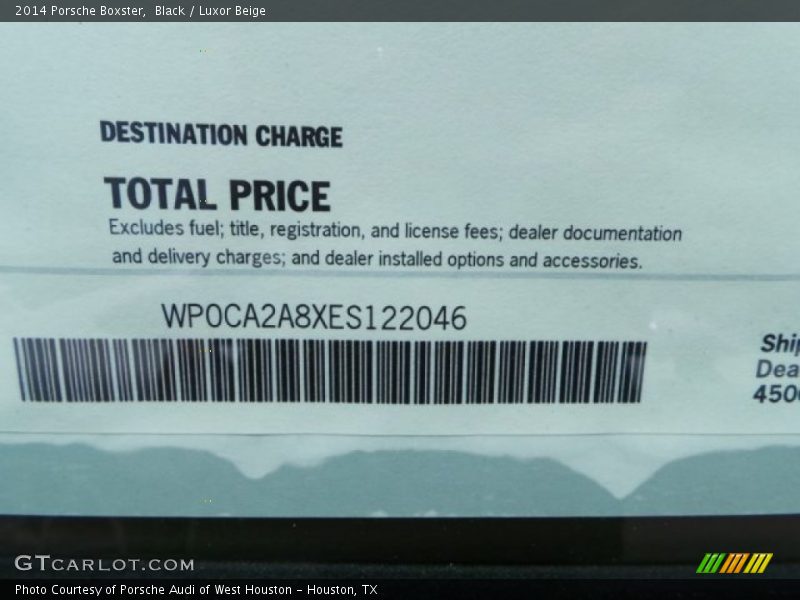 2014 Porsche Boxster,  Black / Luxor Beige
DESTINATION CHARGE
TOTAL PRICE
Excludes fuel; title, registration, and license fees; dealer documentation
and delivery charges; and dealer installed options and accessories.
WP0CA2A8XES122046
Ship
Dea
450
GTCARLOT.COM
Photo Courtesy of Porsche Audi of West Houston – Houston, TX